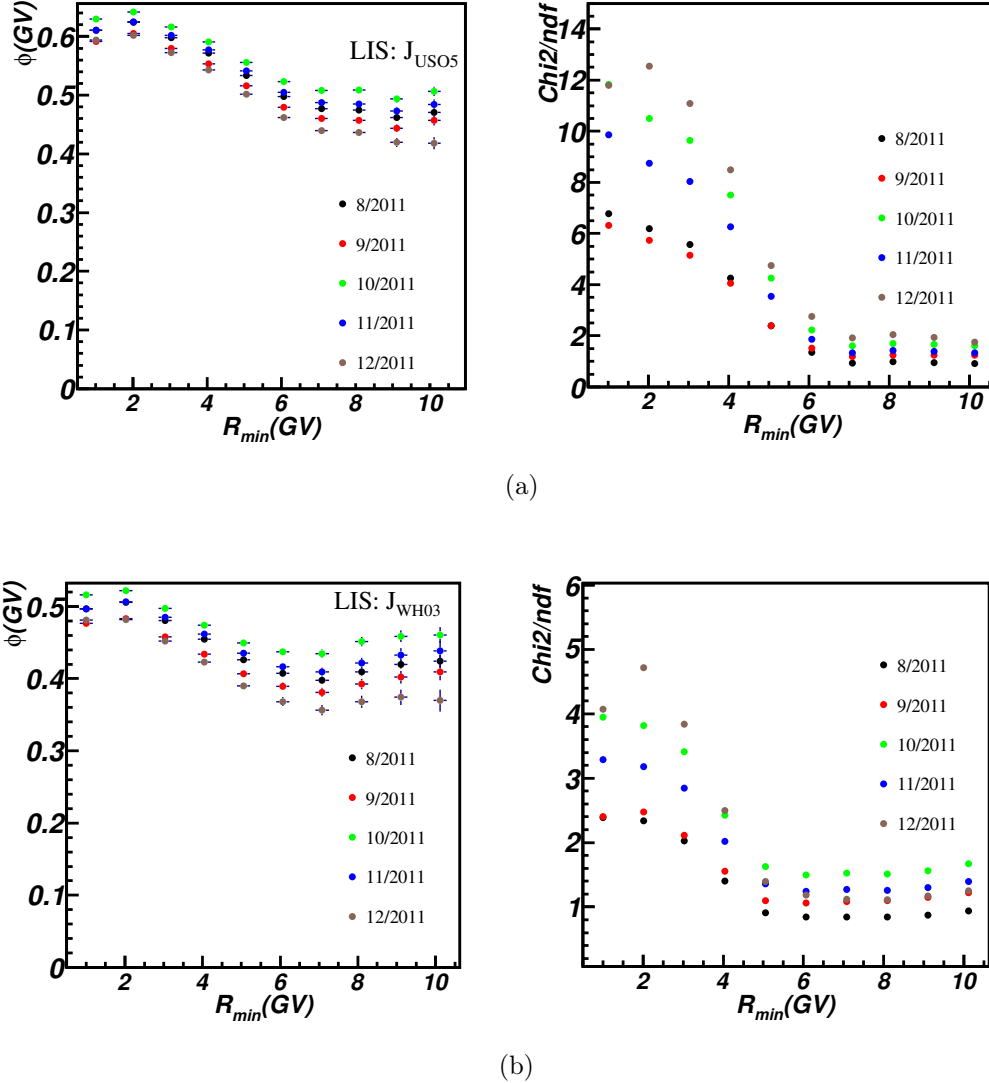 ϕ(GV)
0.6
0.5
0.4
0.3
0.2
0.1
0
LIS: J_USO5
8/2011
9/2011
10/2011
11/2011
12/2011
2 4 6 8 10
R_min(GV)
Chi2/ndf
14
12
10
8
6
4
2
0
8/2011
9/2011
10/2011
11/2011
12/2011
2 4 6 8 10
R_min(GV)
(a)
ϕ(GV)
0.5
0.4
0.3
0.2
0.1
0
LIS: J_WH03
8/2011
9/2011
10/2011
11/2011
12/2011
2 4 6 8 10
R_min(GV)
Chi2/ndf
6
5
4
3
2
1
8/2011
9/2011
10/2011
11/2011
12/2011
2 4 6 8 10
R_min(GV)
(b)